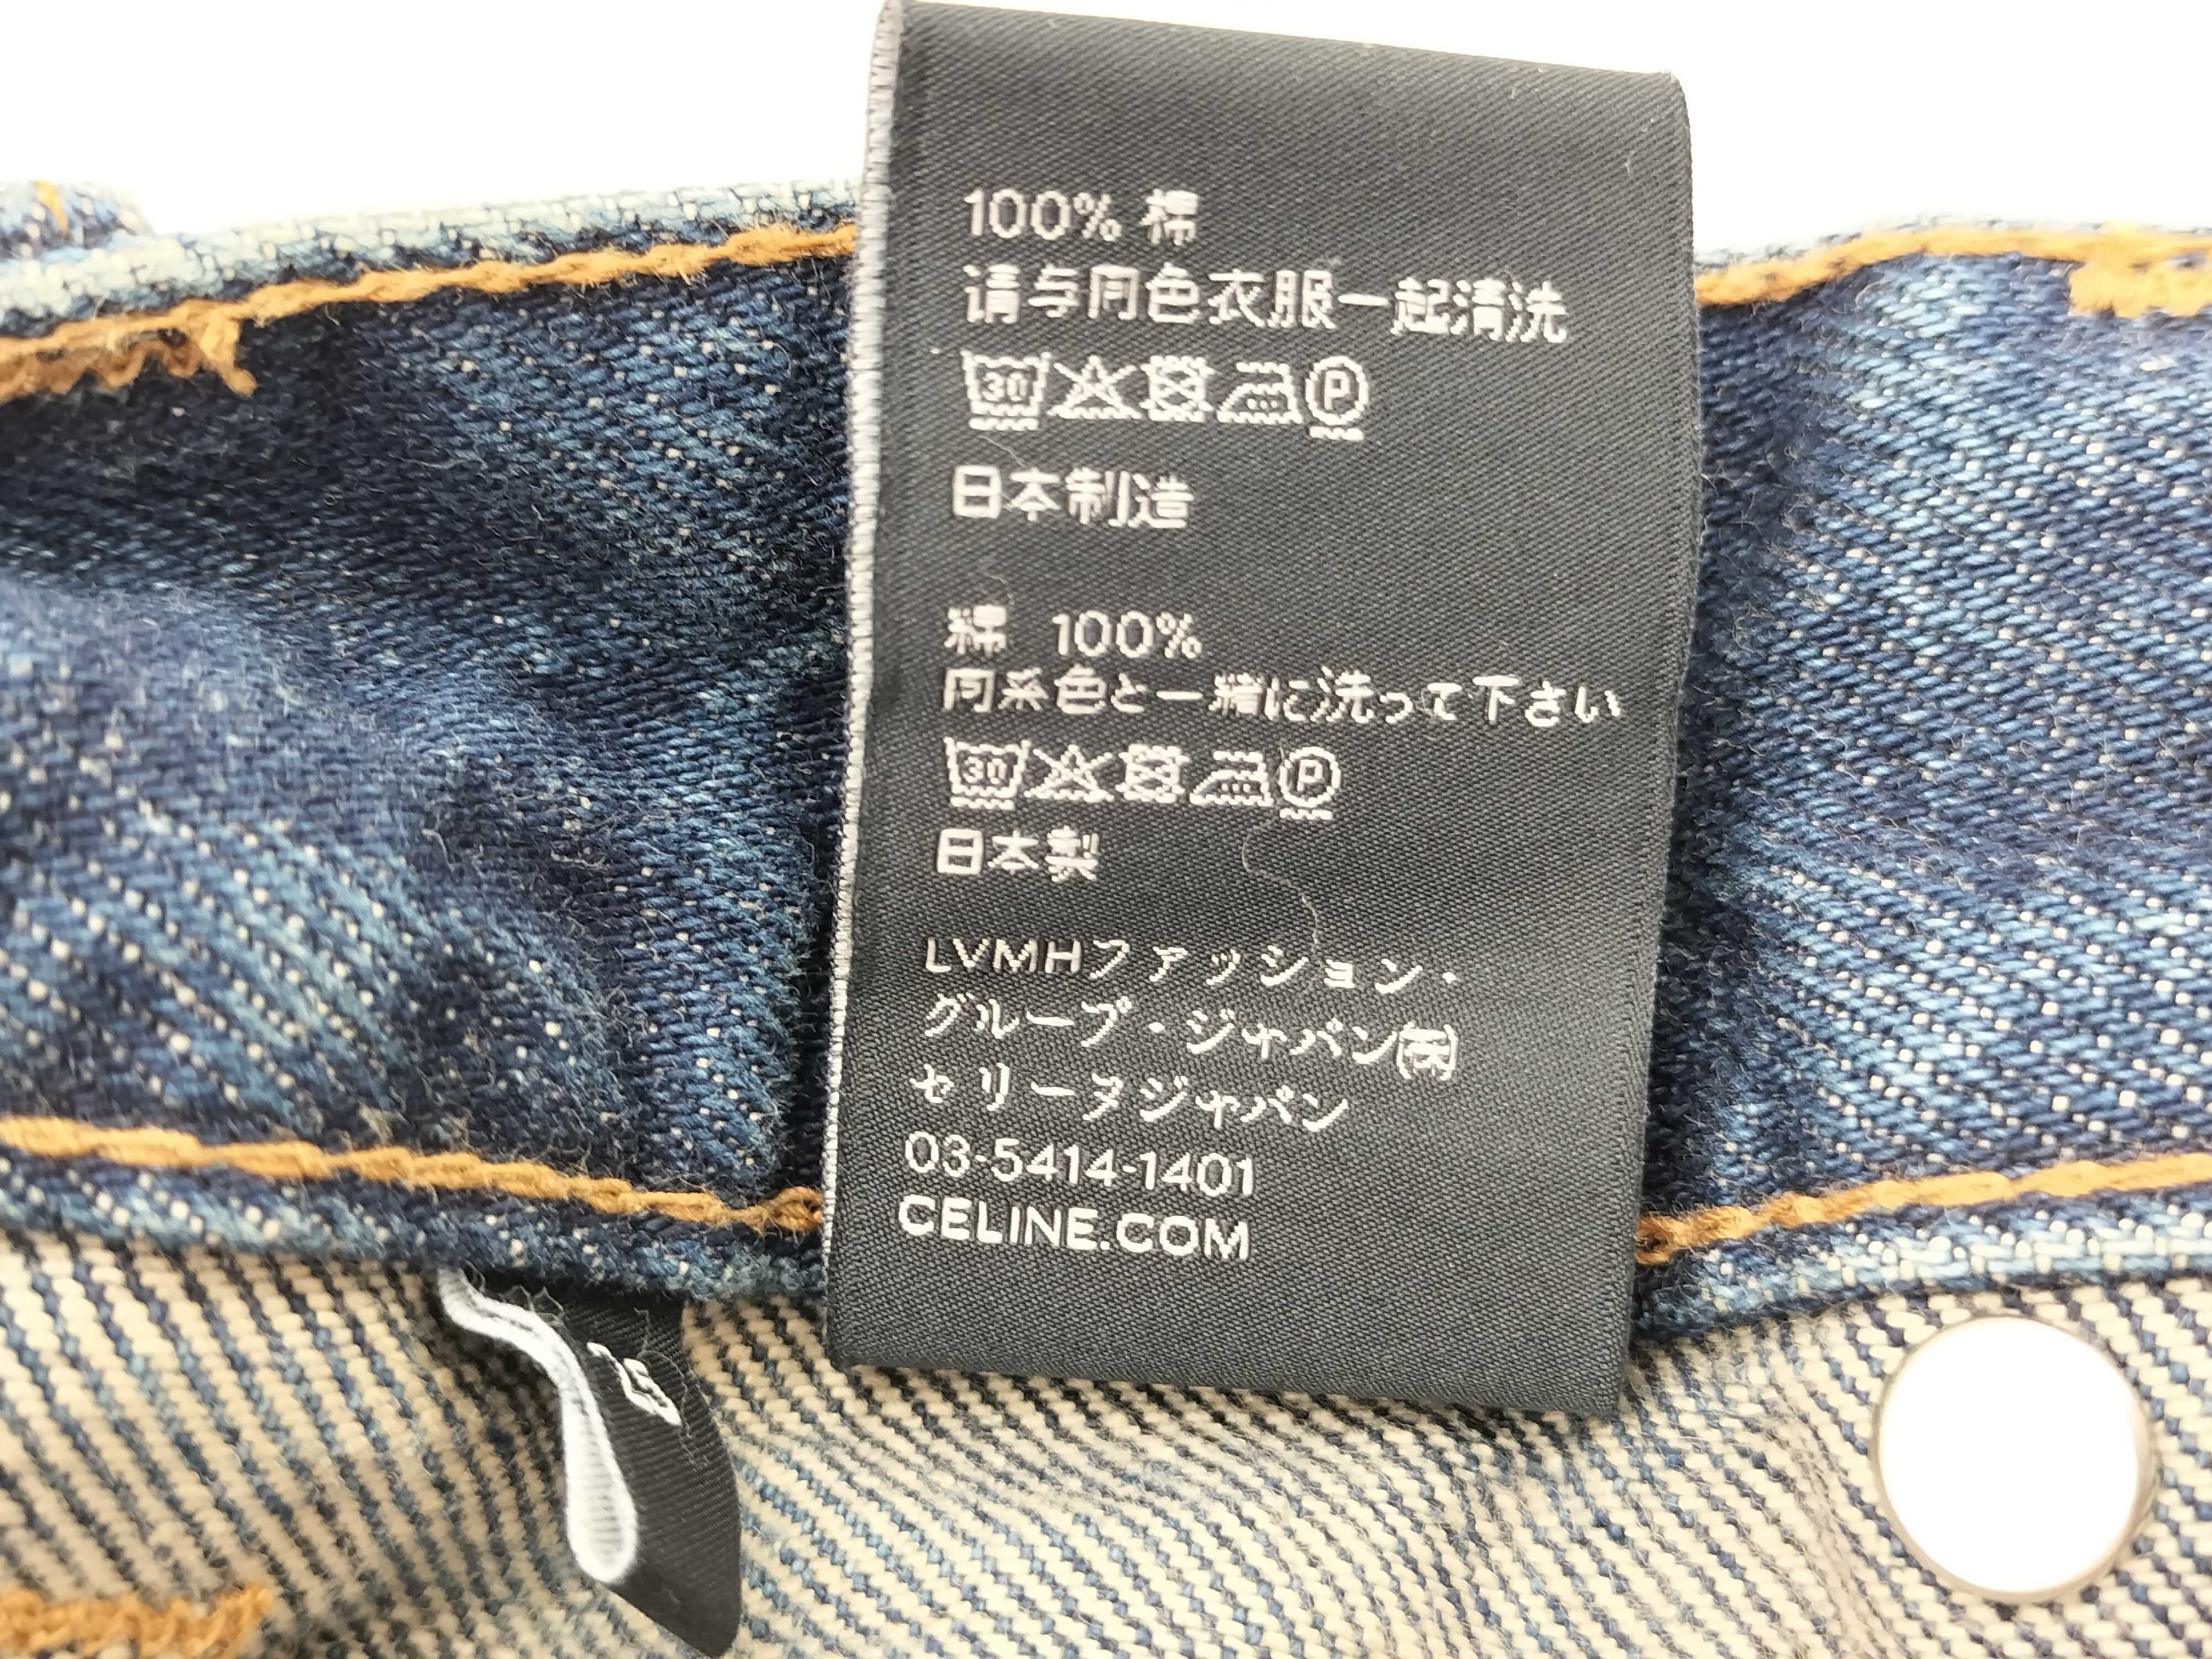 100% 棉
请与同色衣服一起清洗
30 P
日本制造
綿 100%
同系色と一緒に洗って下さい
30 P
日本製
LVMHファッション・
グループ・ジャパン㈱
セリーヌジャパン
03-5414-1401
CELINE.COM